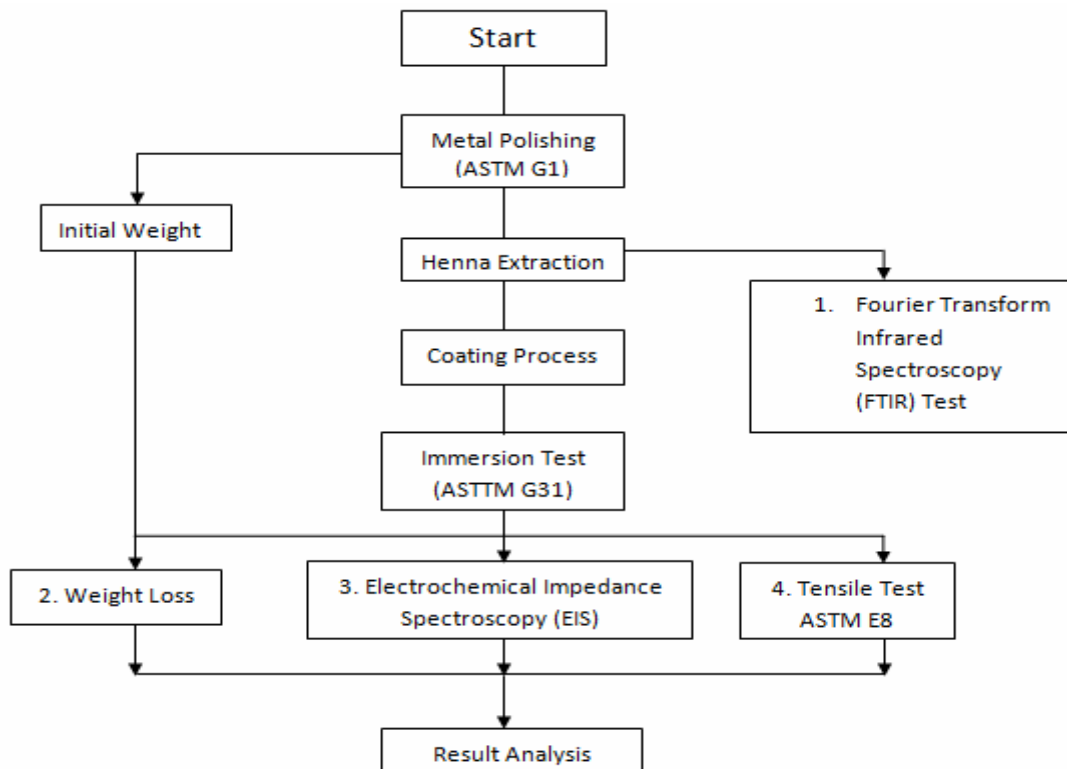 Start
Metal Polishing
(ASTM G1)
Initial Weight
Henna Extraction
1. Fourier Transform
Infrared
Spectroscopy
(FTIR) Test
Coating Process
Immersion Test
(ASTTM G31)
2. Weight Loss
3. Electrochemical Impedance
Spectroscopy (EIS)
4. Tensile Test
ASTM E8
Result Analysis